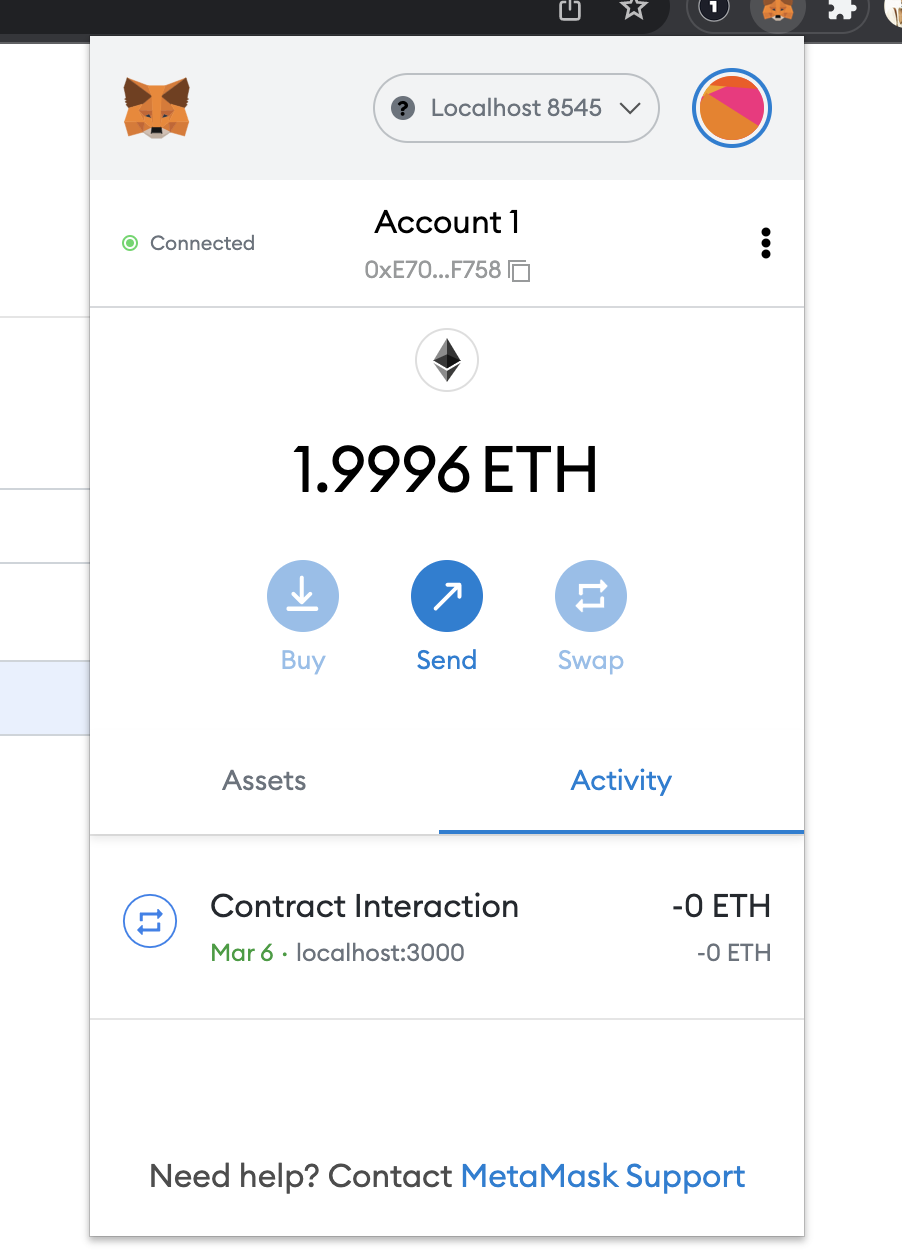 1
? Localhost 8545
Connected
Account 1
0xE70...F758
1.9996 ETH
Buy
Send
Swap
Assets
Activity
Contract Interaction
-0 ETH
Mar 6 · localhost:3000
-0 ETH
Need help? Contact MetaMask Support